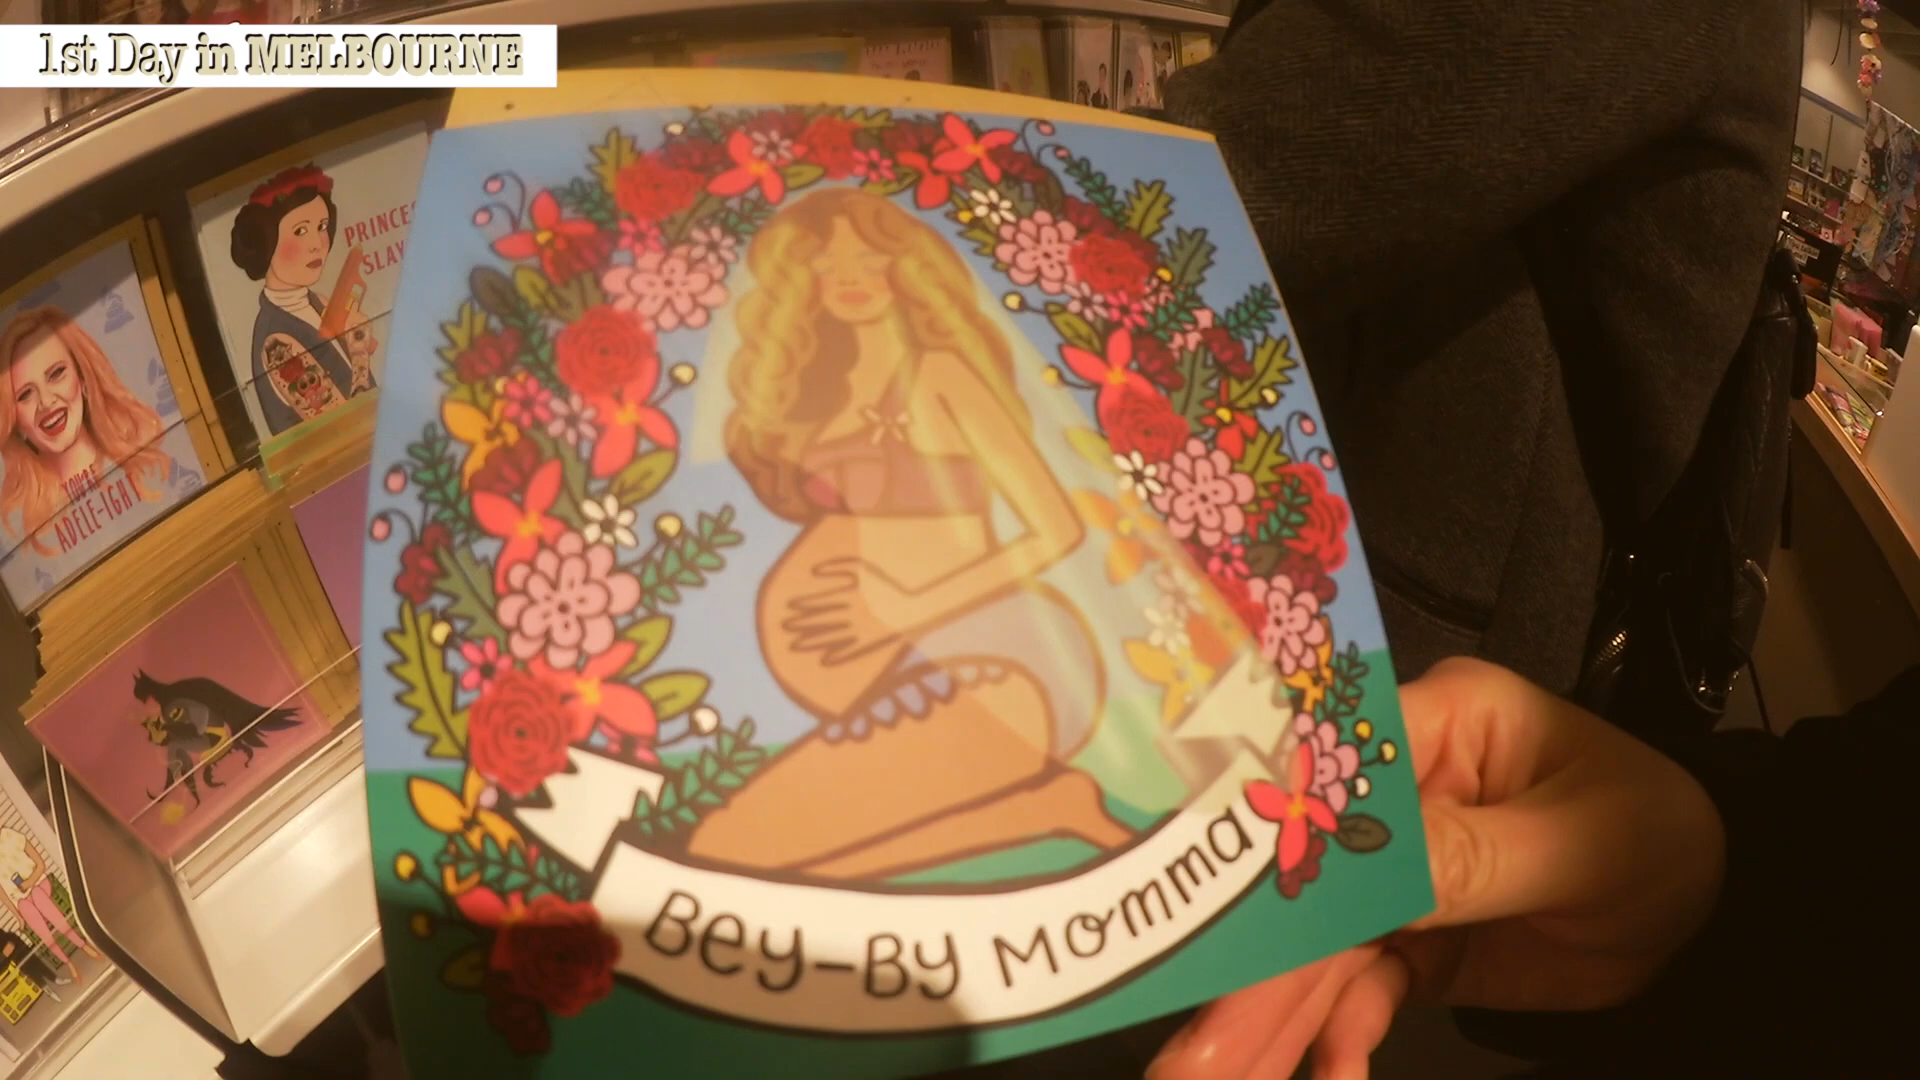 1st Day in MELBOURNE
PRINCES
SLAY
YOU'RE
ADELE-IGHT
Bey-By Momma